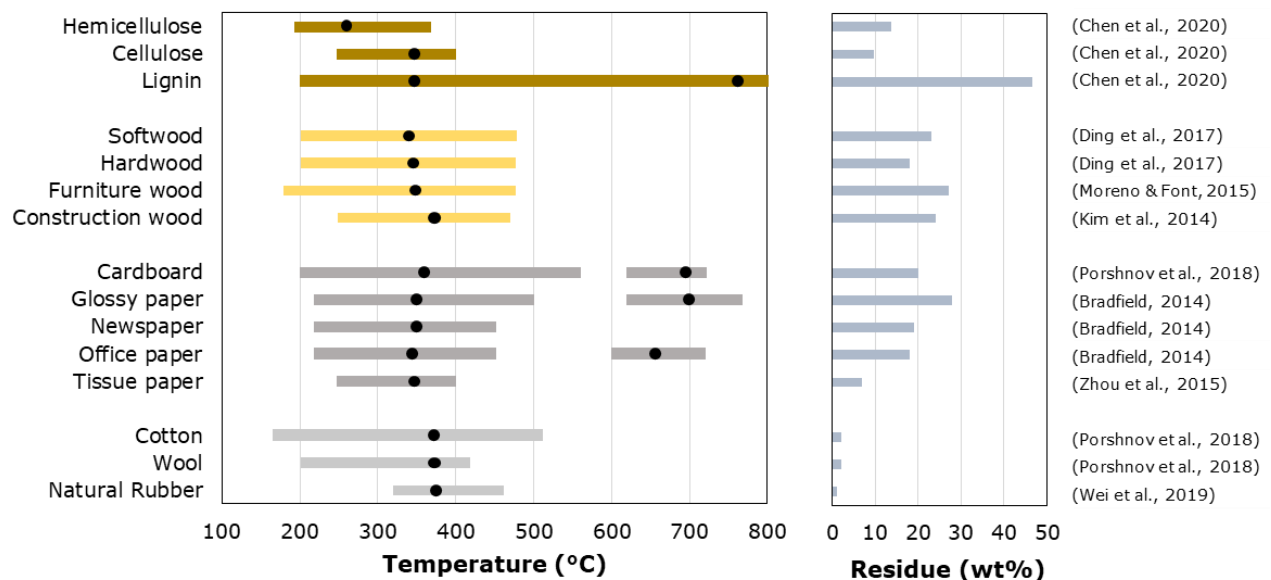 Hemicellulose (Chen et al., 2020)
Cellulose (Chen et al., 2020)
Lignin (Chen et al., 2020)
Softwood (Ding et al., 2017)
Hardwood (Ding et al., 2017)
Furniture wood (Moreno & Font, 2015)
Construction wood (Kim et al., 2014)
Cardboard (Porshnov et al., 2018)
Glossy paper (Bradfield, 2014)
Newspaper (Bradfield, 2014)
Office paper (Bradfield, 2014)
Tissue paper (Zhou et al., 2015)
Cotton (Porshnov et al., 2018)
Wool (Porshnov et al., 2018)
Natural Rubber (Wei et al., 2019)
100 200 300 400 500 600 700 800 0 10 20 30 40 50
Temperature (°C) Residue (wt%)